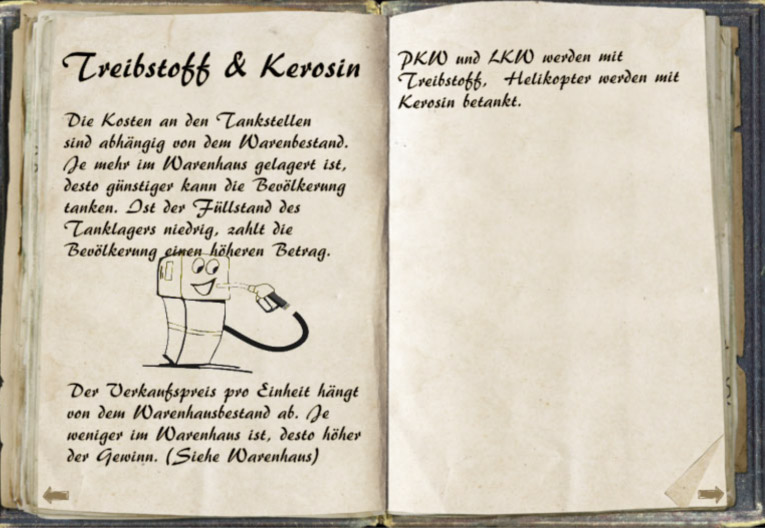 Treibstoff & Kerosin
Die Kosten an den Tankstellen
sind abhängig von dem Warenbestand.
Je mehr im Warenhaus gelagert ist,
desto günstiger kann die Bevölkerung
tanken. Ist der Füllstand des
Tanklagers niedrig, zahlt die
Bevölkerung einen höheren Betrag.
Der Verkaufspreis pro Einheit hängt
von dem Warenhausbestand ab. Je
weniger im Warenhaus ist, desto höher
der Gewinn. (Siehe Warenhaus)
PKW und LKW werden mit
Treibstoff, Helikopter werden mit
Kerosin betankt.